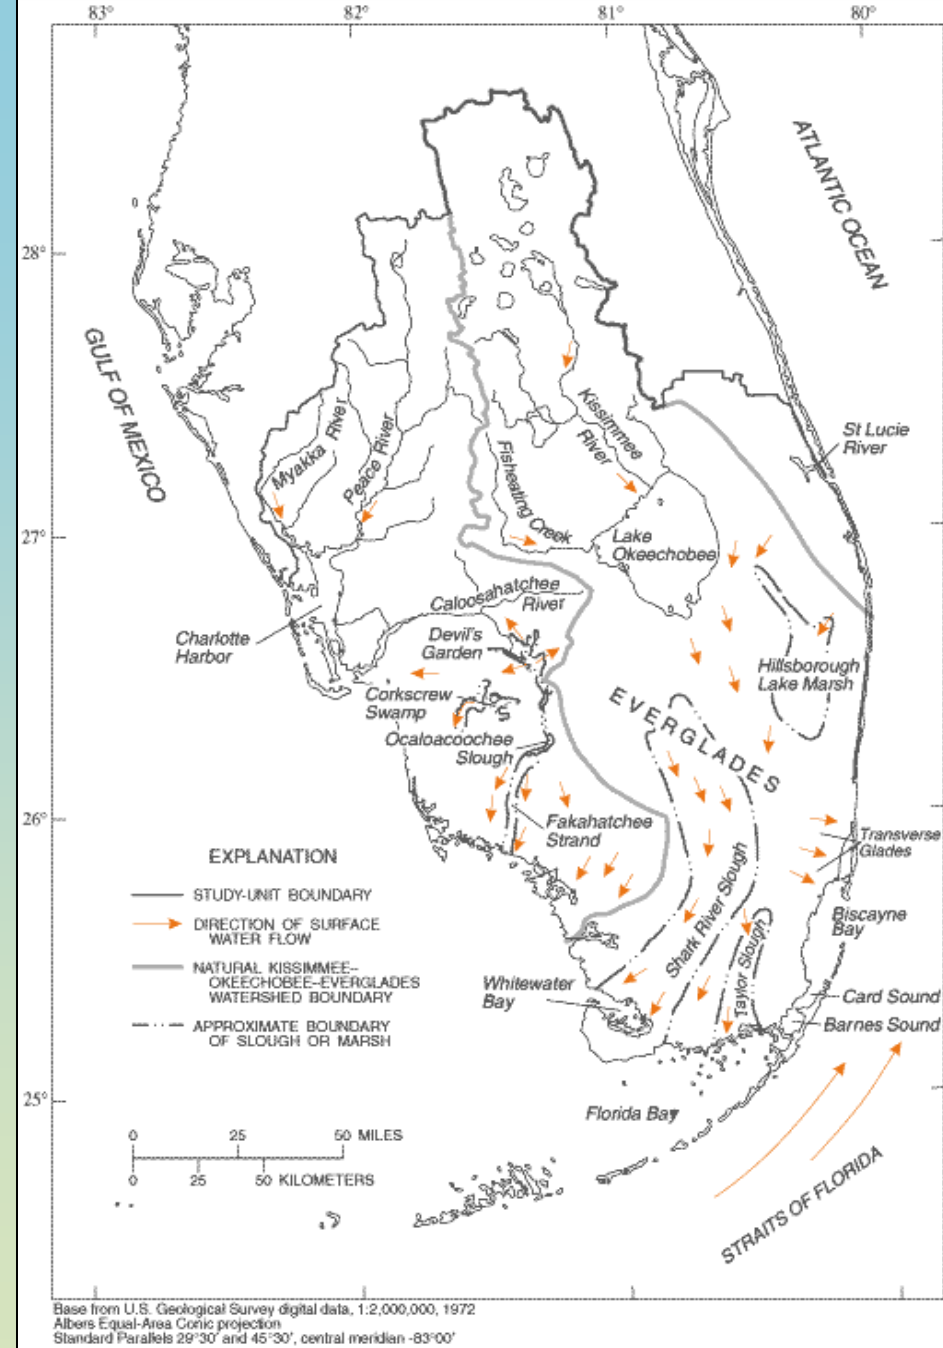 83°
82°
81°
80°
28°
27°
26°
25°
ATLANTIC OCEAN
GULF OF MEXICO
Myakka River
Peace River
Kissimmee
River
Fisheating Creek
St Lucie
River
Lake
Okeechobee
Caloosahatchee
River
Charlotte
Harbor
Devil's
Garden
Corkscrew
Swamp
Ocaloacoochee
Slough
Hillsborough
Lake Marsh
EVERGLADES
Fakahatchee
Strand
Transverse
Glades
Shark River Slough
Taylor Slough
Biscayne
Bay
Whitewater
Bay
Card Sound
Barnes Sound
Florida Bay
STRAITS OF FLORIDA
EXPLANATION
STUDY-UNIT BOUNDARY
DIRECTION OF SURFACE
WATER FLOW
NATURAL KISSIMMEE--
OKEECHOBEE--EVERGLADES
WATERSHED BOUNDARY
APPROXIMATE BOUNDARY
OF SLOUGH OR MARSH
0 25 50 MILES
0 25 50 KILOMETERS
Base from U.S. Geological Survey digital data, 1:2,000,000, 1972
Albers Equal-Area Conic projection
Standard Parallels 29°30' and 45°30', central meridian -83°00'